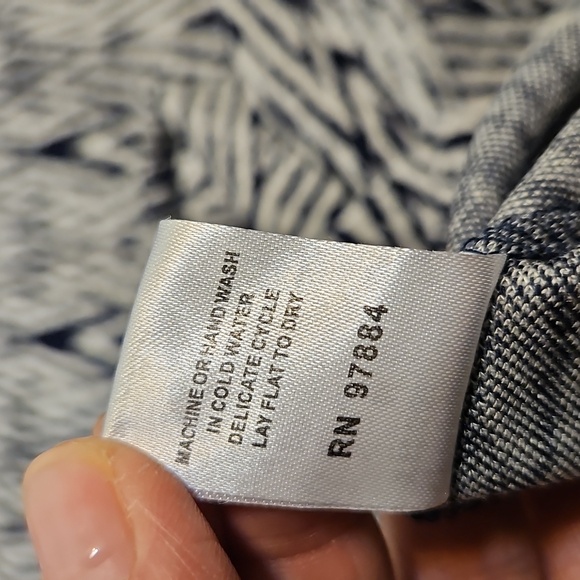 MACHINE OR HAND WASH
IN COLD WATER
DELICATE CYCLE
LAY FLAT TO DRY
RN 97884